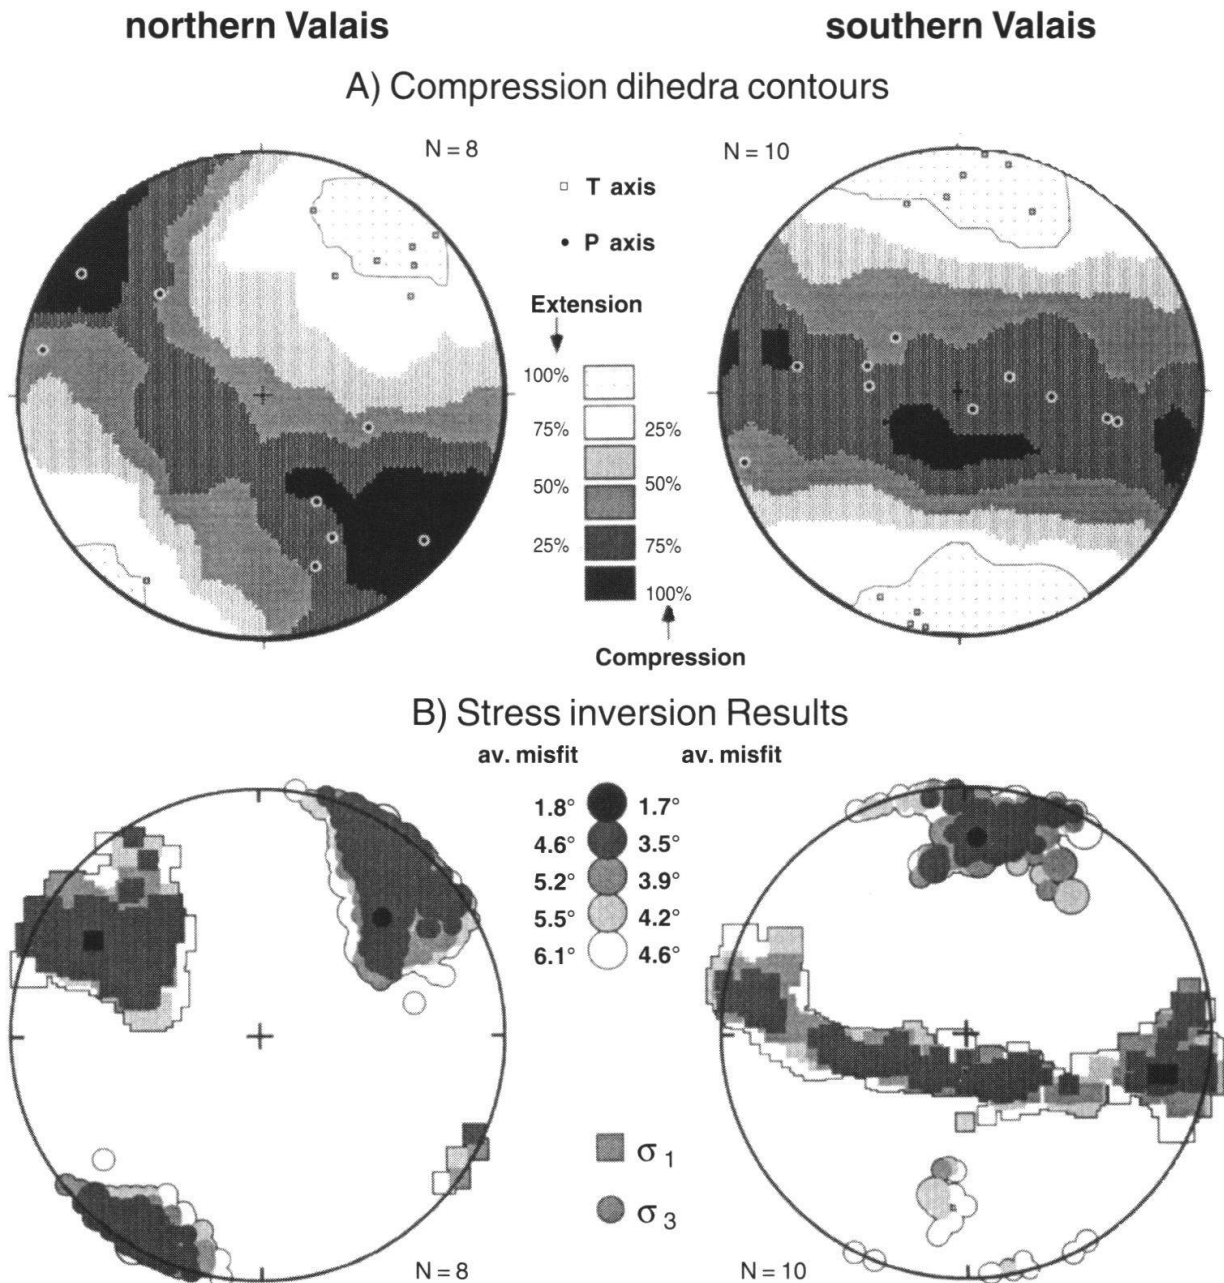 northern Valais
southern Valais
A) Compression dihedra contours
N = 8
N = 10
T axis
P axis
Extension
100%
75%
25%
50%
50%
25%
75%
100%
Compression
B) Stress inversion Results
av. misfit
av. misfit
1.8°
1.7°
4.6°
3.5°
5.2°
3.9°
5.5°
4.2°
6.1°
4.6°
σ1
σ3
N = 8
N = 10